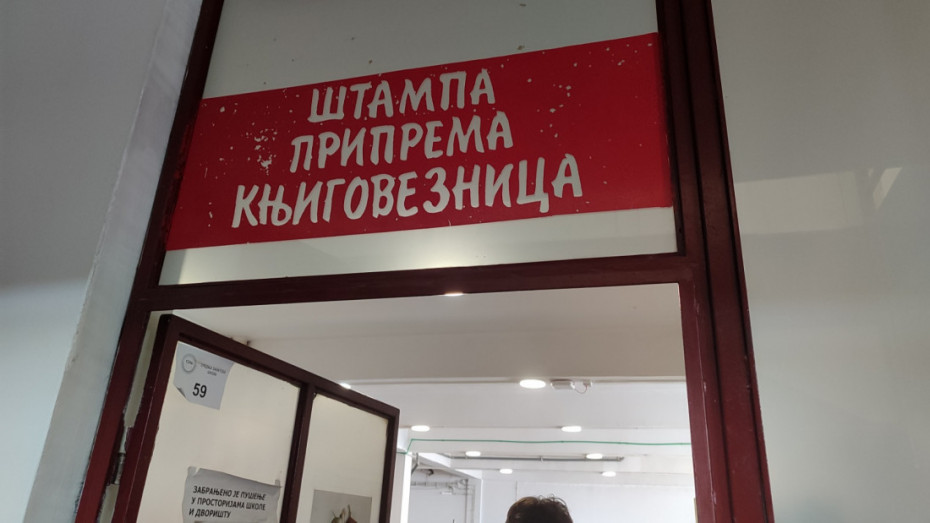 ШТАМПА
ПРИПРЕМА
КЊИГОВЕЗНИЦА
59
ЗАБРАЊЕНО ЈЕ ПУШЕЊЕ
У ПРОСТОРИЈАМА ШКОЛЕ
И ДВОРИШТУ